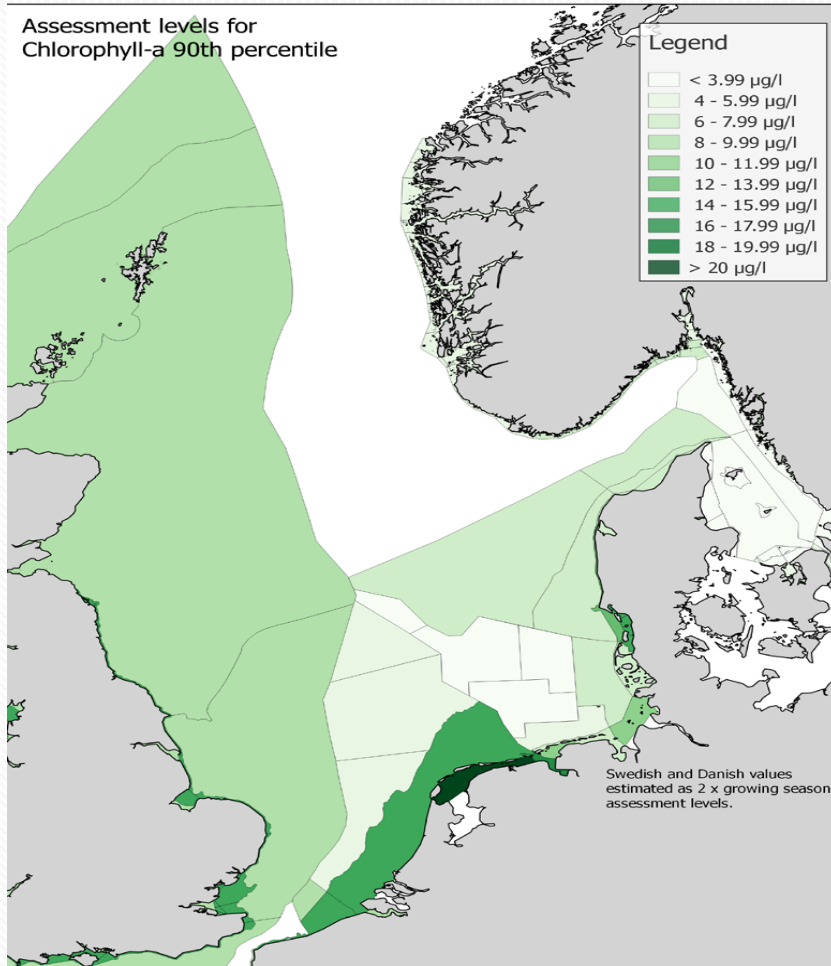 Assessment levels for
Chlorophyll-a 90th percentile
Legend
< 3.99 µg/l
4 - 5.99 µg/l
6 - 7.99 µg/l
8 - 9.99 µg/l
10 - 11.99 µg/l
12 - 13.99 µg/l
14 - 15.99 µg/l
16 - 17.99 µg/l
18 - 19.99 µg/l
> 20 µg/l
Swedish and Danish values
estimated as 2 x growing season
assessment levels.